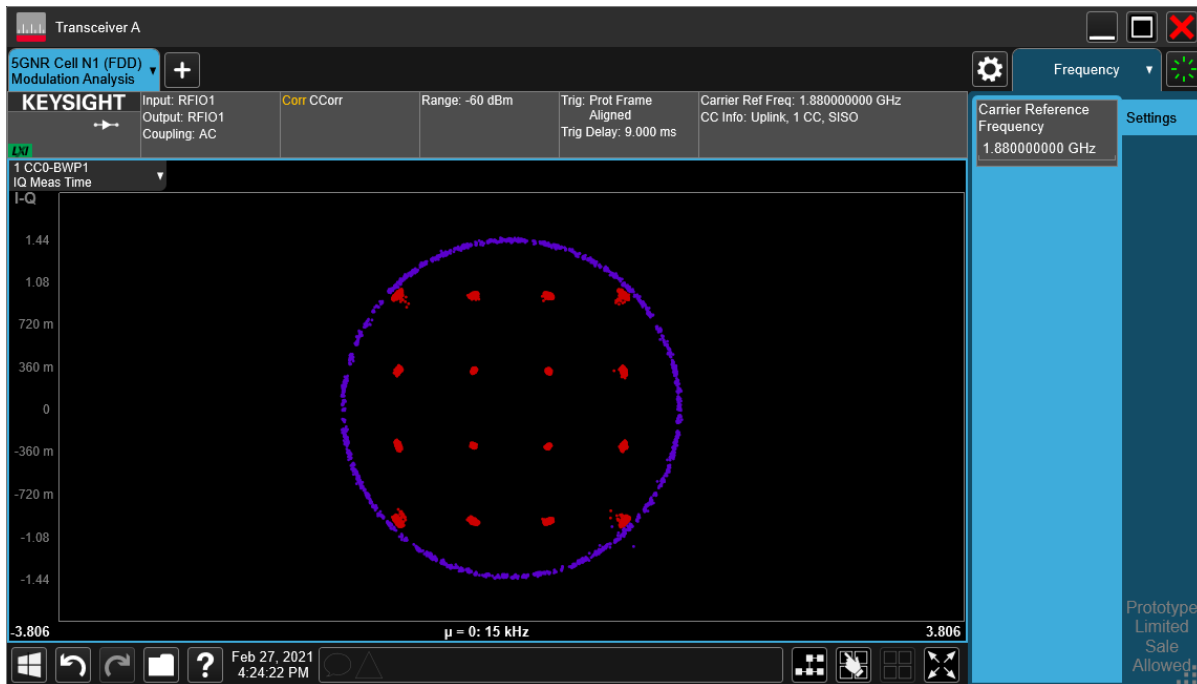 Transceiver A
5GNR Cell N1 (FDD)
Modulation Analysis
Frequency
KEYSIGHT
LXI
Input: RFIO1
Output: RFIO1
Coupling: AC
Corr CCorr
Range: -60 dBm
Trig: Prot Frame
Aligned
Trig Delay: 9.000 ms
Carrier Ref Freq: 1.880000000 GHz
CC Info: Uplink, 1 CC, SISO
Carrier Reference
Frequency
1.880000000 GHz
Settings
1 CC0-BWP1
IQ Meas Time
I-Q
1.44
1.08
720 m
360 m
0
-360 m
-720 m
-1.08
-1.44
-3.806
µ = 0: 15 kHz
3.806
Prototype
Limited
Sale
Allowed
?
Feb 27, 2021
4:24:22 PM